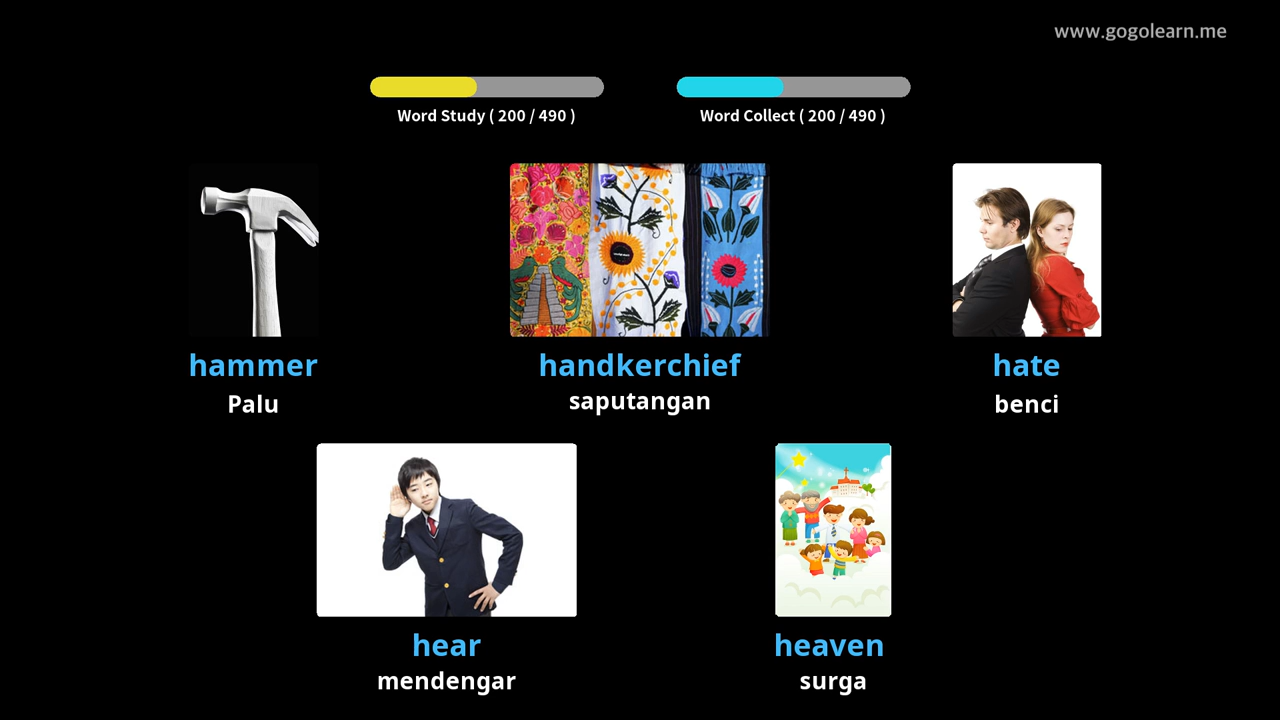 www.gogolearn.me
Word Study ( 200 / 490 )
Word Collect ( 200 / 490 )
hammer
Palu
handkerchief
saputangan
hate
benci
hear
mendengar
heaven
surga